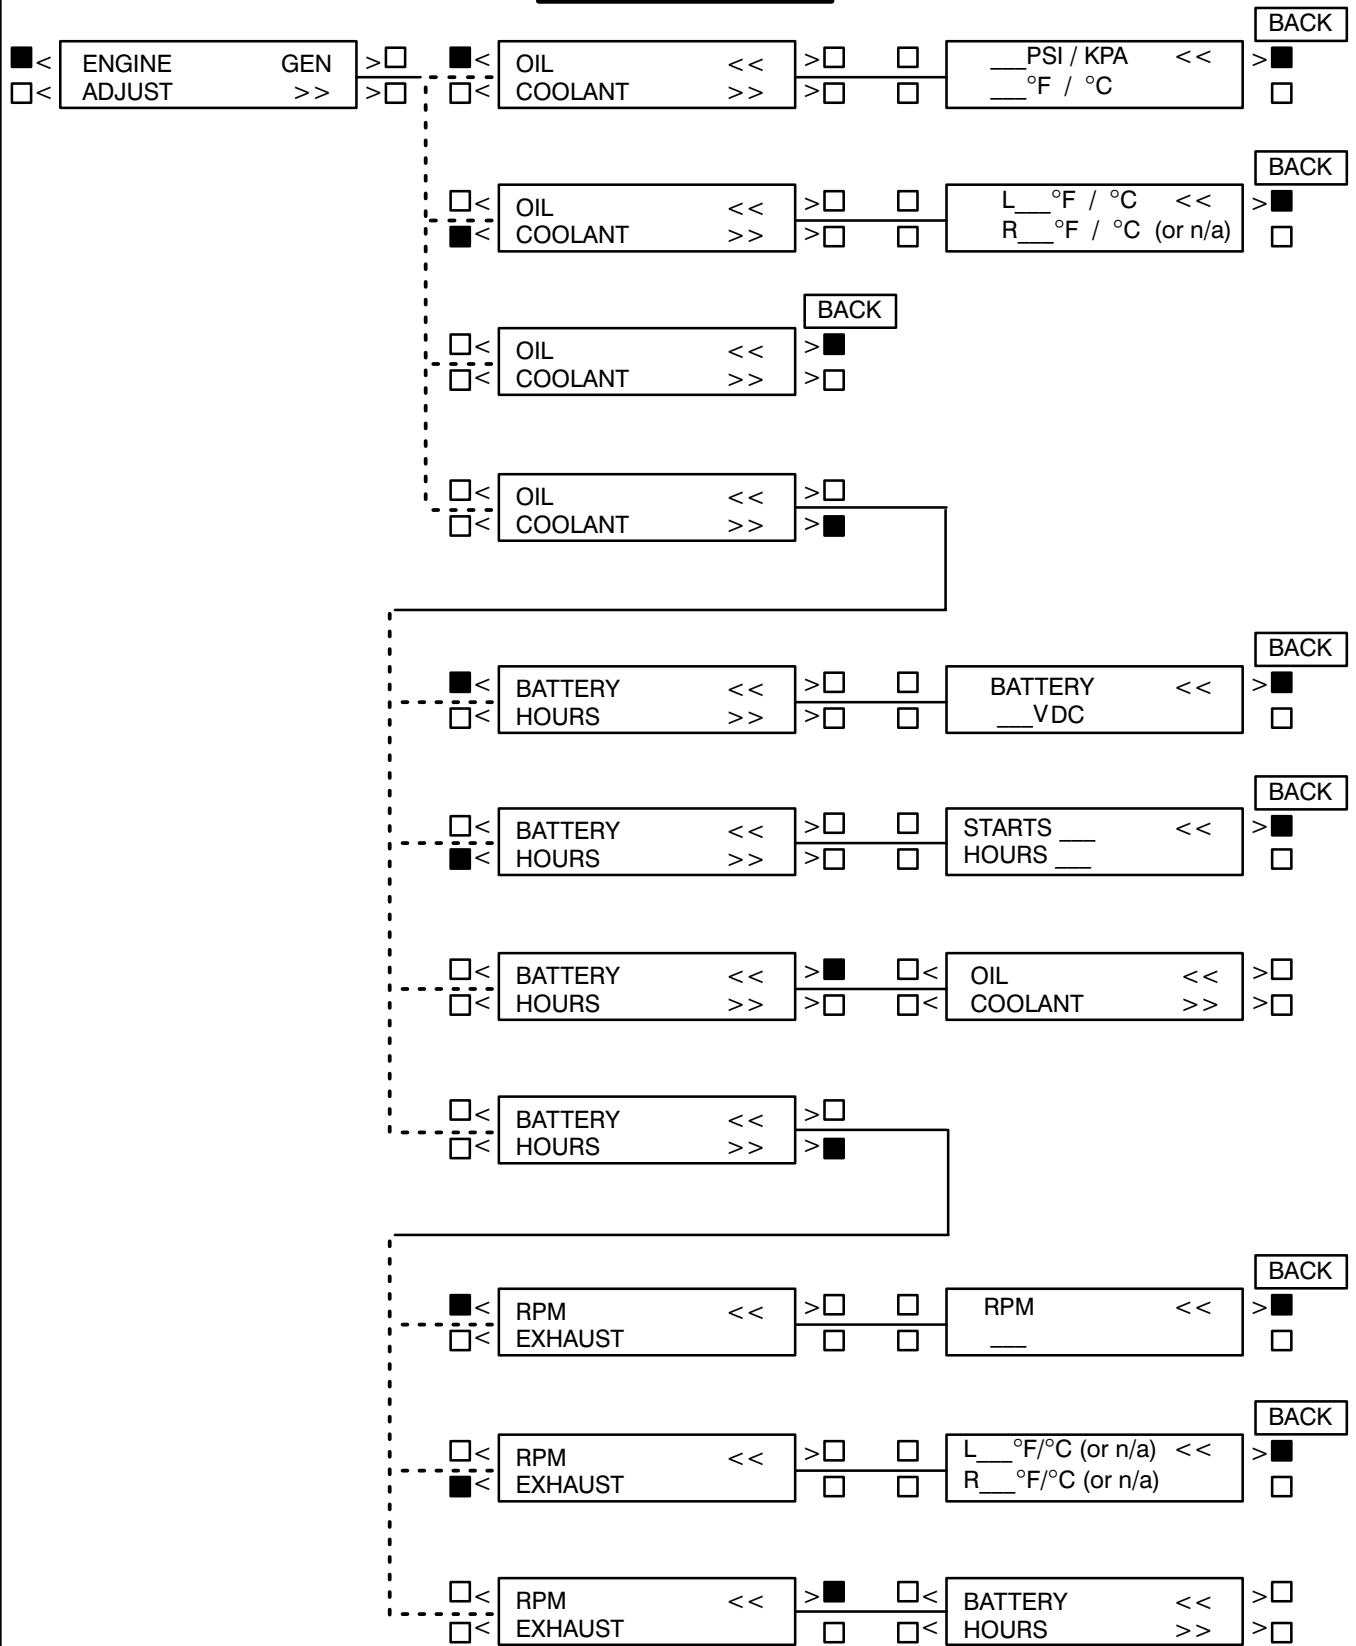 BACK
< ENGINE GEN >
< ADJUST >> >
< OIL << >
< COOLANT >> >
___PSI / KPA << >
___°F / °C
BACK
< OIL << >
< COOLANT >> >
L___°F / °C << >
R___°F / °C (or n/a)
BACK
< OIL << >
< COOLANT >> >
< OIL << >
< COOLANT >> >
BACK
< BATTERY << >
< HOURS >> >
BATTERY << >
___VDC
BACK
< BATTERY << >
< HOURS >> >
STARTS ___ << >
HOURS ___
< BATTERY << >
< HOURS >> >
< OIL << >
< COOLANT >> >
< BATTERY << >
< HOURS >> >
BACK
< RPM << >
< EXHAUST
RPM << >
___
BACK
< RPM << >
< EXHAUST
L___°F/°C (or n/a) << >
R___°F/°C (or n/a)
< RPM << >
< EXHAUST
< BATTERY << >
< HOURS >> >